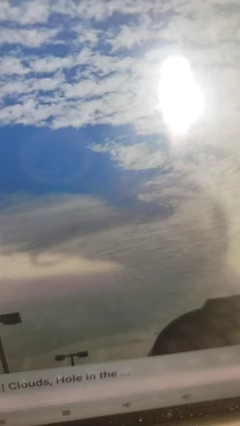 | Clouds, Hole in the ...